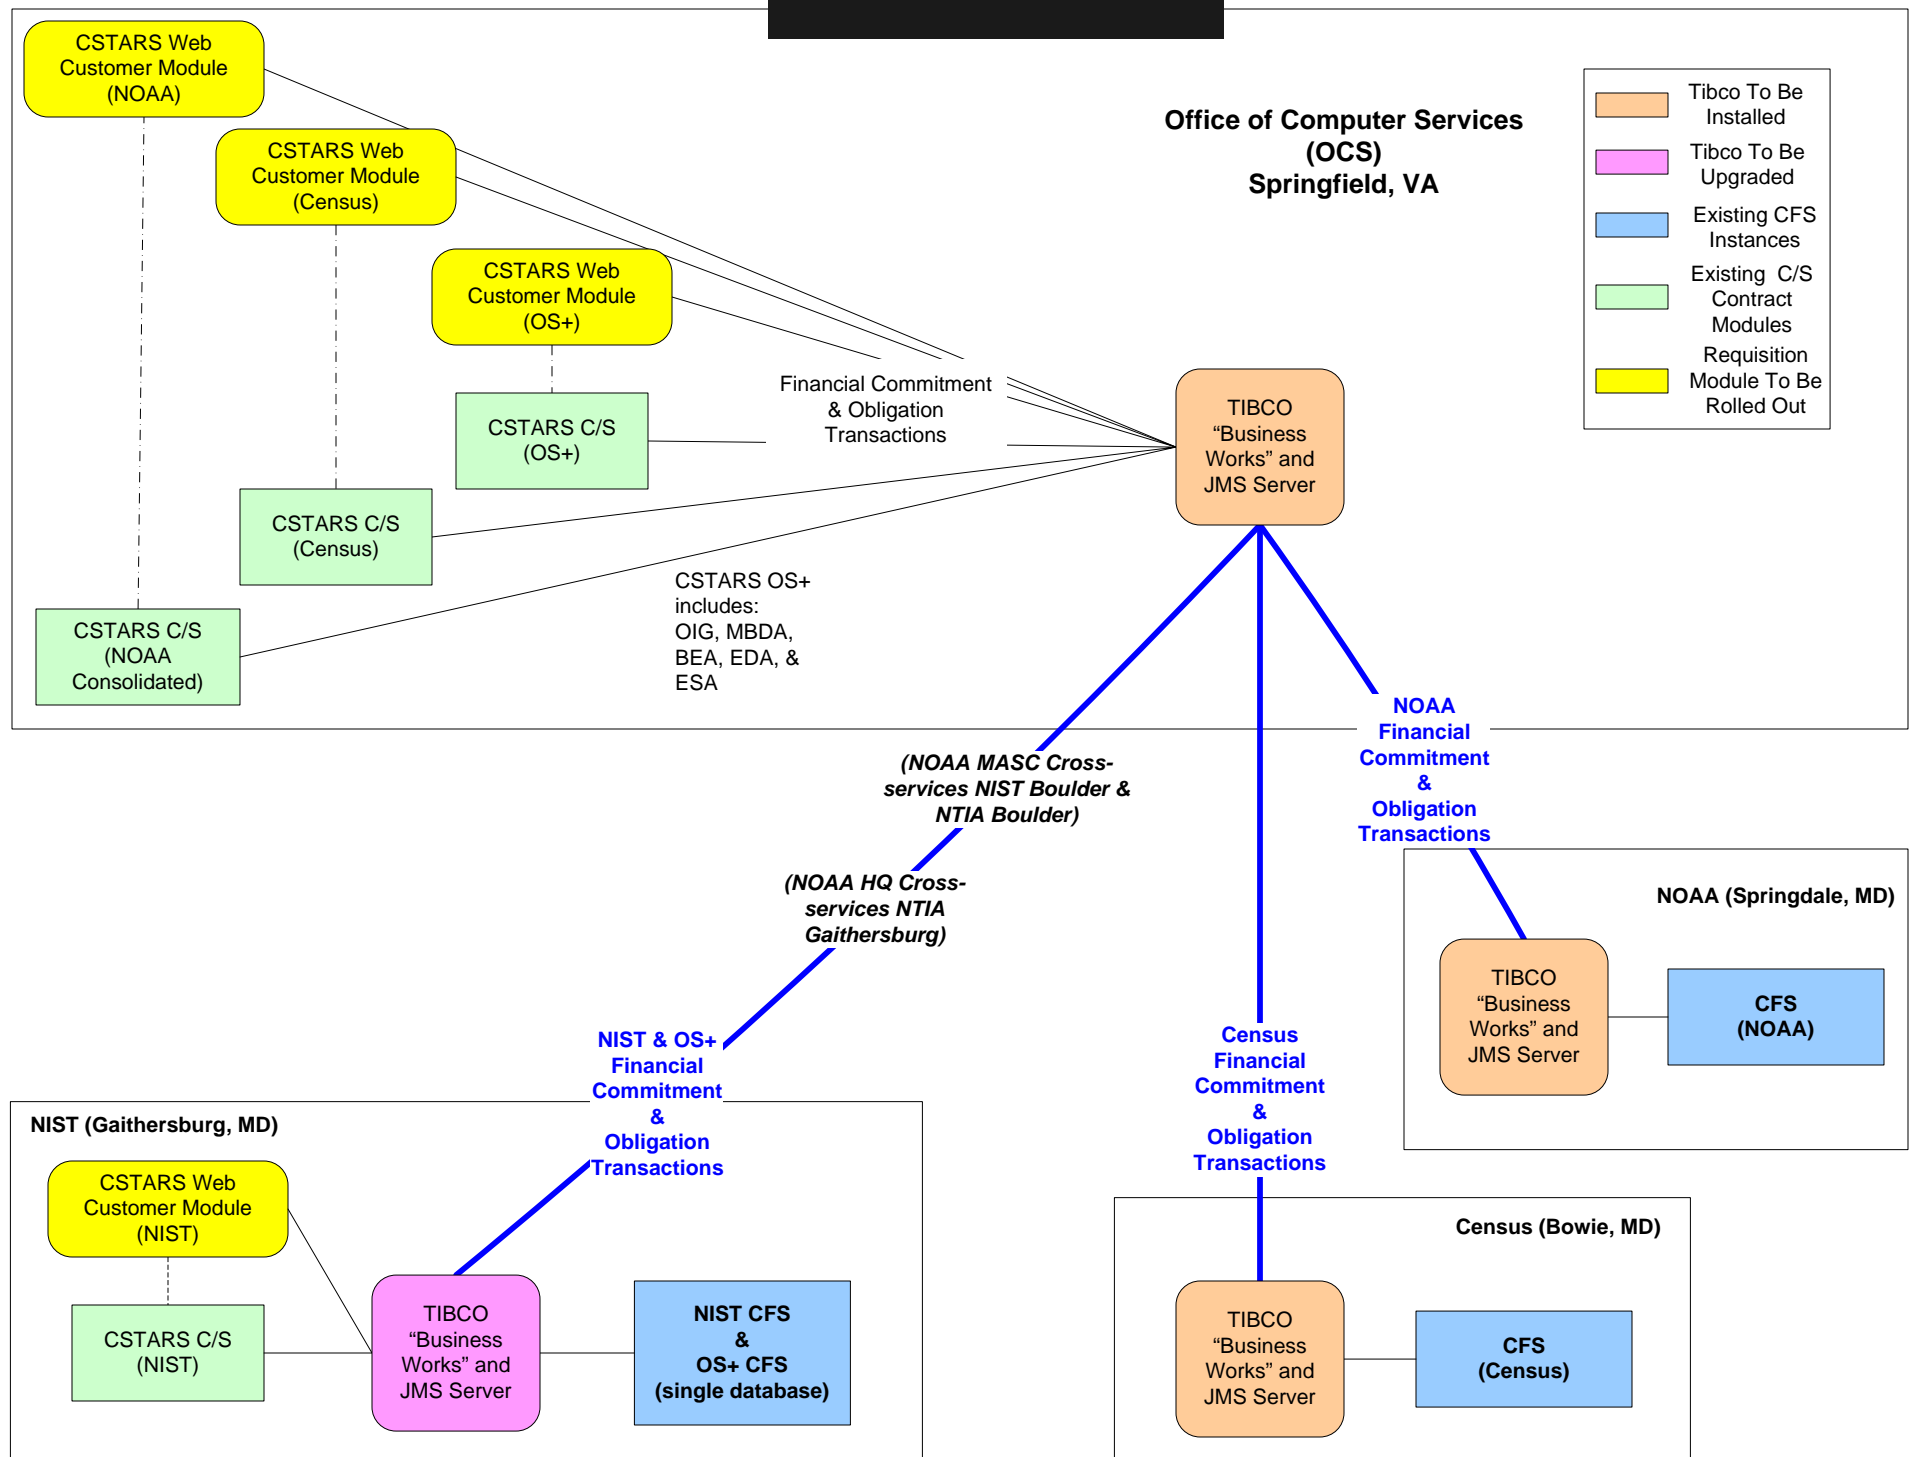 CSTARS Web
Customer Module
(NOAA)
CSTARS Web
Customer Module
(Census)
CSTARS Web
Customer Module
(OS+)
Office of Computer Services
(OCS)
Springfield, VA
Tibco To Be
Installed
Tibco To Be
Upgraded
Existing CFS
Instances
Existing C/S
Contract
Modules
Requisition
Module To Be
Rolled Out
Financial Commitment
& Obligation
Transactions
TIBCO
“Business
Works” and
JMS Server
CSTARS C/S
(OS+)
CSTARS C/S
(Census)
CSTARS C/S
(NOAA
Consolidated)
CSTARS OS+
includes:
OIG, MBDA,
BEA, EDA, &
ESA
NOAA
Financial
Commitment
&
Obligation
Transactions
(NOAA MASC Cross-
services NIST Boulder &
NTIA Boulder)
(NOAA HQ Cross-
services NTIA
Gaithersburg)
NOAA (Springdale, MD)
TIBCO
“Business
Works” and
JMS Server
CFS
(NOAA)
NIST & OS+
Financial
Commitment
&
Obligation
Transactions
Census
Financial
Commitment
&
Obligation
Transactions
NIST (Gaithersburg, MD)
CSTARS Web
Customer Module
(NIST)
CSTARS C/S
(NIST)
TIBCO
“Business
Works” and
JMS Server
NIST CFS
&
OS+ CFS
(single database)
Census (Bowie, MD)
TIBCO
“Business
Works” and
JMS Server
CFS
(Census)